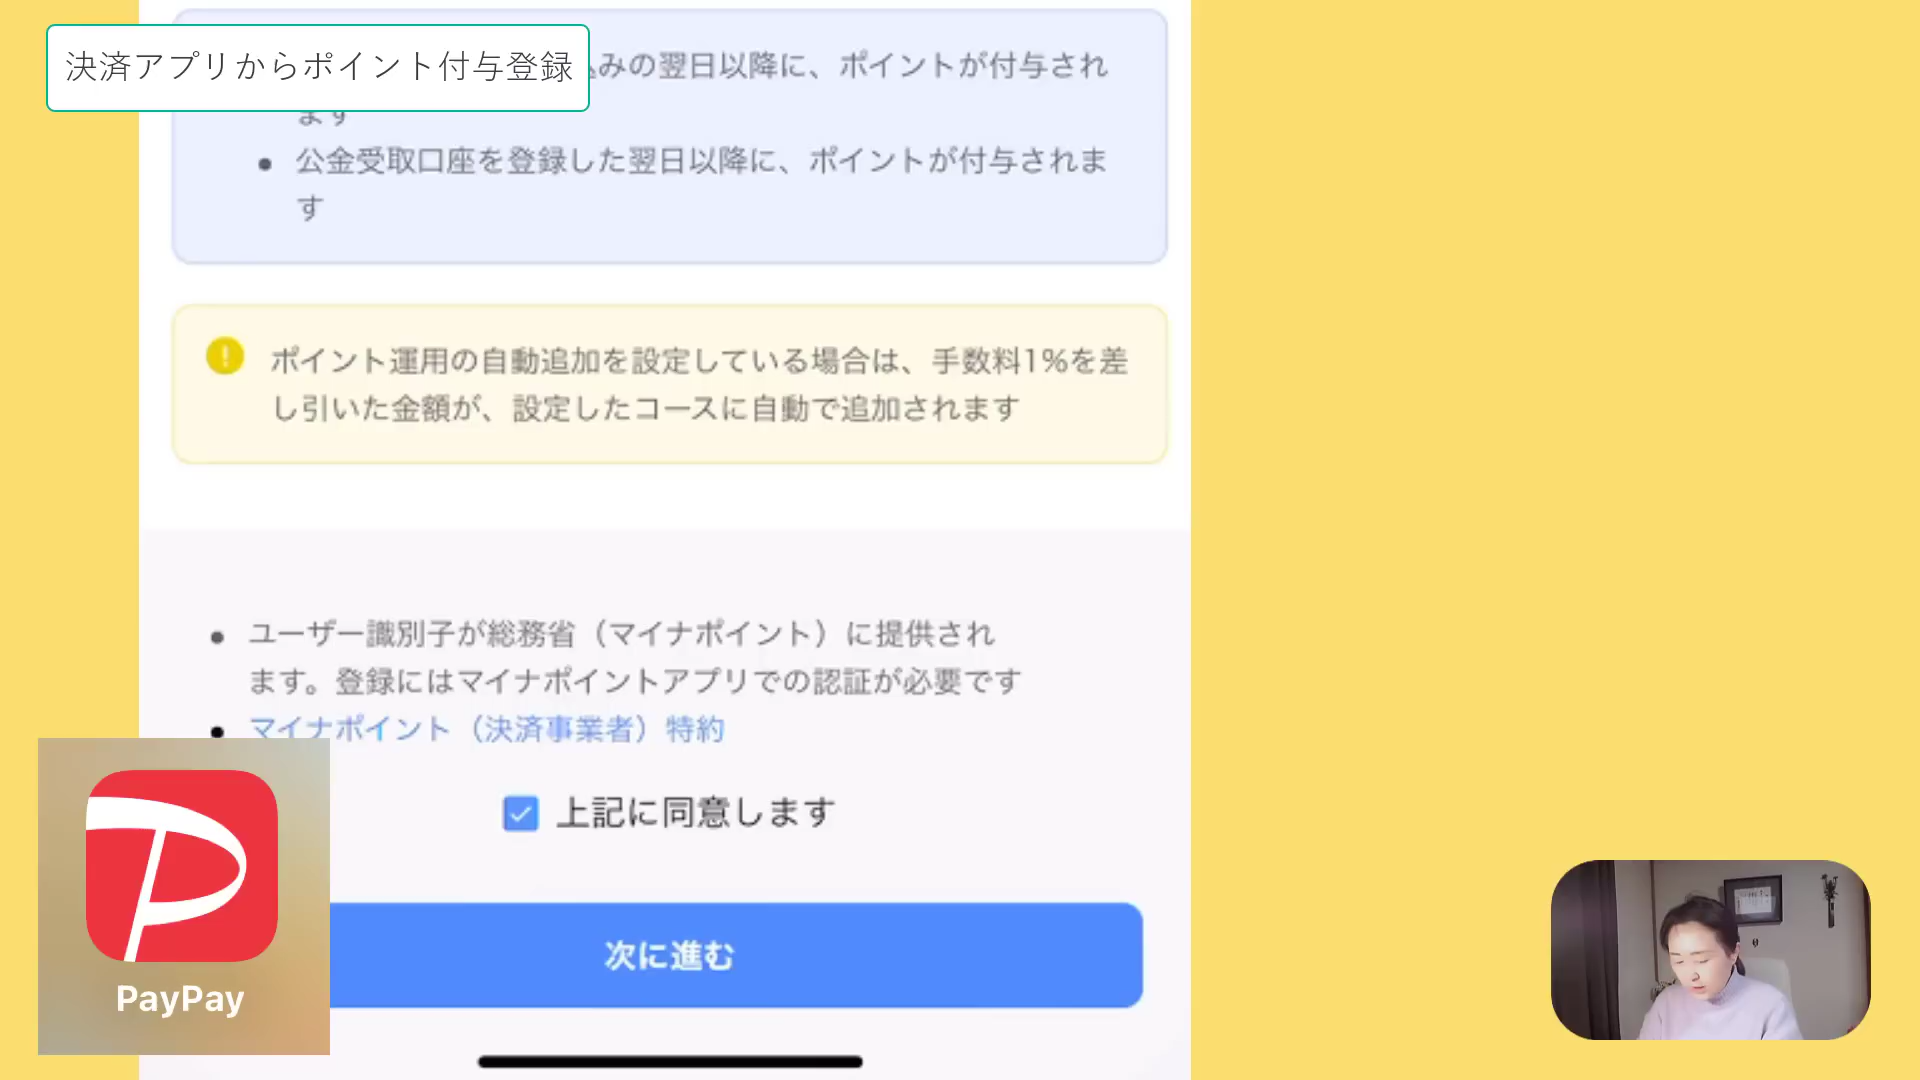 決済アプリからポイント付与登録
みの翌日以降に、ポイントが付与され
ます
公金受取口座を登録した翌日以降に、ポイントが付与されま
す
ポイント運用の自動追加を設定している場合は、手数料1%を差
し引いた金額が、設定したコースに自動で追加されます
ユーザー識別子が総務省（マイナポイント）に提供され
ます。登録にはマイナポイントアプリでの認証が必要です
マイナポイント（決済事業者）特約
上記に同意します
次に進む
PayPay